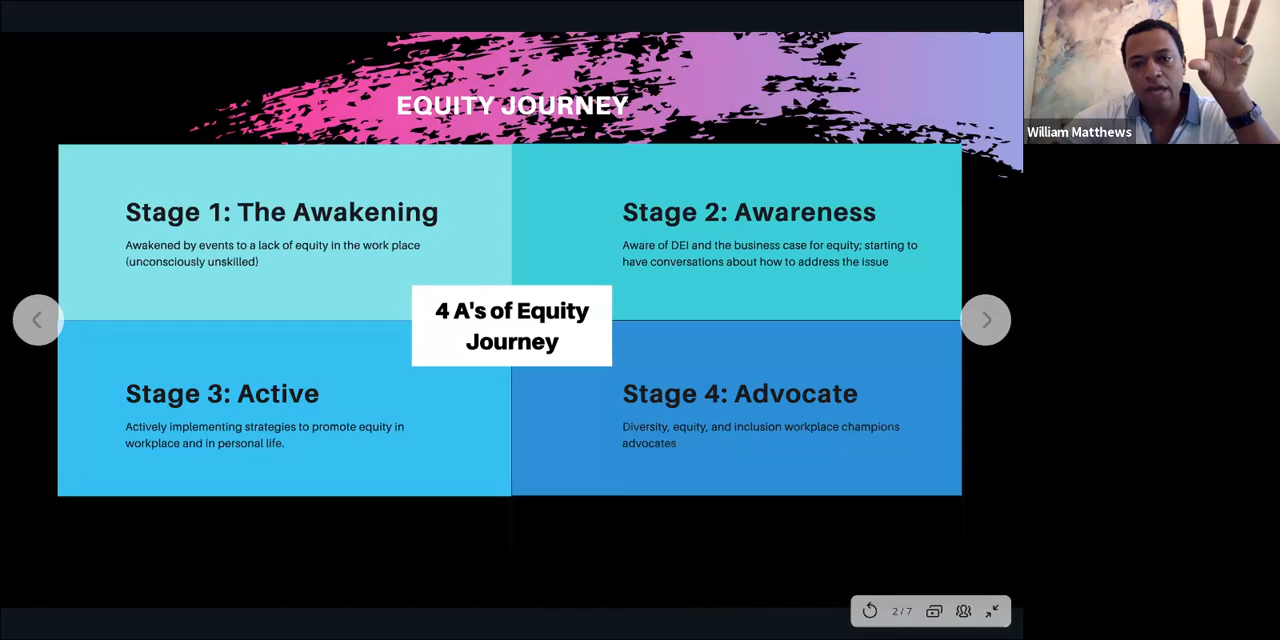 EQUITY JOURNEY
William Matthews
Stage 1: The Awakening
Awakened by events to a lack of equity in the work place
(unconsciously unskilled)
Stage 2: Awareness
Aware of DEI and the business case for equity; starting to
have conversations about how to address the issue
4 A's of Equity
Journey
Stage 3: Active
Actively implementing strategies to promote equity in
workplace and in personal life.
Stage 4: Advocate
Diversity, equity, and inclusion workplace champions
advocates
2 / 7